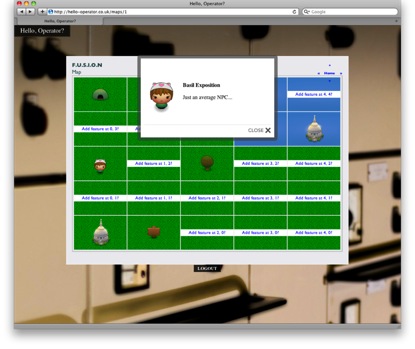 Hello, Operator?
http://hello-operator.co.uk/maps/1
Google
Hello, Operator?
Hello, Operator?
F.U.S.I.O.N
Map
Home
Basil Exposition
Just an average NPC...
CLOSE X
Add feature at 4, 4?
Add feature at 0, 3?
Add feature at 1, 2?
Add feature at 3, 2?
Add feature at 4, 2?
Add feature at 0, 1?
Add feature at 1, 1?
Add feature at 2, 1?
Add feature at 3, 1?
Add feature at 4, 1?
Add feature at 2, 0?
Add feature at 3, 0?
Add feature at 4, 0?
LOGOUT